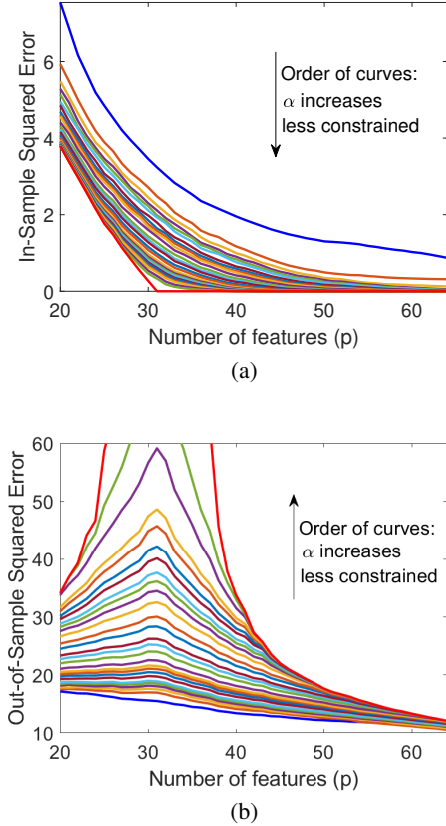 In-Sample Squared Error
6
4
2
0
Order of curves:
α increases
less constrained
20 30 40 50 60
Number of features (p)
(a)
Out-of-Sample Squared Error
60
50
40
30
20
10
Order of curves:
α increases
less constrained
20 30 40 50 60
Number of features (p)
(b)